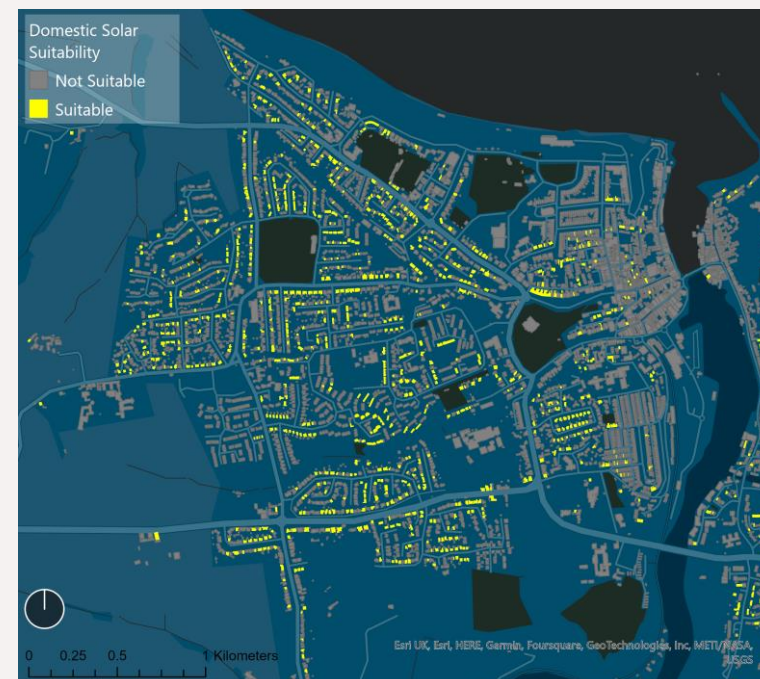 Domestic Solar
Suitability
Not Suitable
Suitable
0 0.25 0.5 1 Kilometers
Esri UK, Esri, HERE, Garmin, Foursquare, GeoTechnologies, Inc, METI/NASA,
USGS